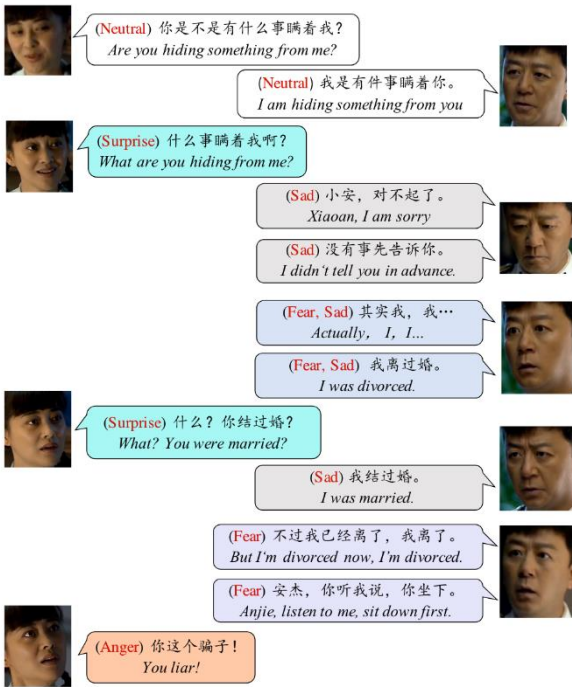 (Neutral) 你是不是有什么事瞒着我？
Are you hiding something from me?
(Neutral) 我是有件事瞒着你。
I am hiding something from you
(Surprise) 什么事瞒着我啊？
What are you hiding from me?
(Sad) 小安，对不起了。
Xiaoan, I am sorry
(Sad) 没有事先告诉你。
I didn't tell you in advance.
(Fear, Sad) 其实我，我…
Actually， I，I...
(Fear, Sad) 我离过婚。
I was divorced.
(Surprise) 什么？你结过婚？
What? You were married?
(Sad) 我结过婚。
I was married.
(Fear) 不过我已经离了，我离了。
But I'm divorced now, I'm divorced.
(Fear) 安杰，你听我说，你坐下。
Anjie, listen to me, sit down first.
(Anger) 你这个骗子！
You liar!